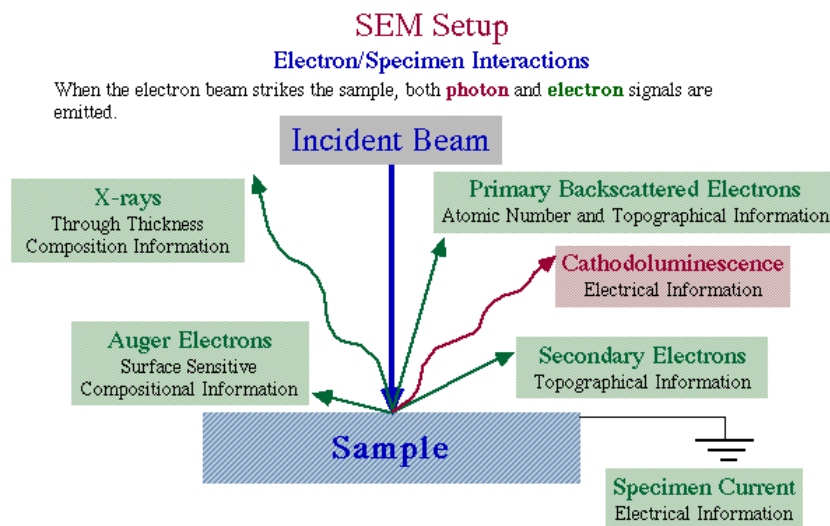 SEM Setup
Electron/Specimen Interactions
When the electron beam strikes the sample, both photon and electron signals are
emitted.
Incident Beam
X-rays
Through Thickness
Composition Information
Primary Backscattered Electrons
Atomic Number and Topographical Information
Cathodoluminescence
Electrical Information
Auger Electrons
Surface Sensitive
Compositional Information
Secondary Electrons
Topographical Information
Sample
Specimen Current
Electrical Information